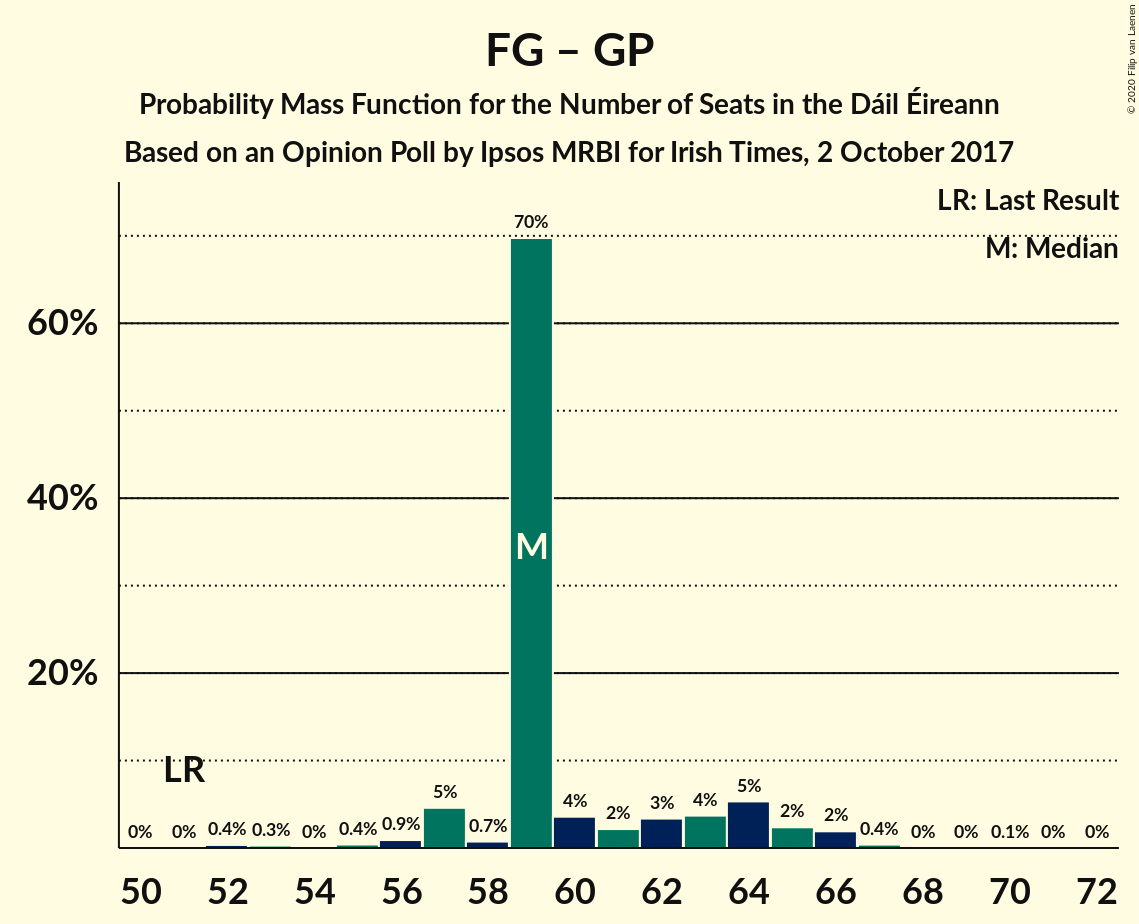 FG – GP
Probability Mass Function for the Number of Seats in the Dáil Éireann
Based on an Opinion Poll by Ipsos MRBI for Irish Times, 2 October 2017
© 2020 Filip van Laenen
LR: Last Result
M: Median
60%
40%
20%
LR
M
0% 0% 0.4% 0.3% 0% 0.4% 0.9% 5% 0.7% 70% 4% 2% 3% 4% 5% 2% 2% 0.4% 0% 0% 0.1% 0% 0%
50 52 54 56 58 60 62 64 66 68 70 72